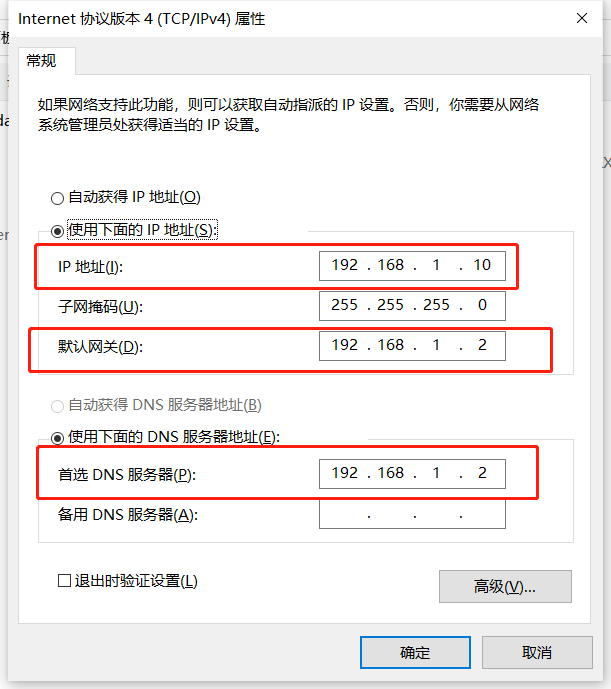 Internet 协议版本 4 (TCP/IPv4) 属性
常规
如果网络支持此功能，则可以获取自动指派的 IP 设置。否则，你需要从网络
系统管理员处获得适当的 IP 设置。
自动获得 IP 地址(O)
使用下面的 IP 地址(S):
IP 地址(I): 192 . 168 . 1 . 10
子网掩码(U): 255 . 255 . 255 . 0
默认网关(D): 192 . 168 . 1 . 2
自动获得 DNS 服务器地址(B)
使用下面的 DNS 服务器地址(E):
首选 DNS 服务器(P): 192 . 168 . 1 . 2
备用 DNS 服务器(A): . . .
退出时验证设置(L)
高级(V)...
确定 取消